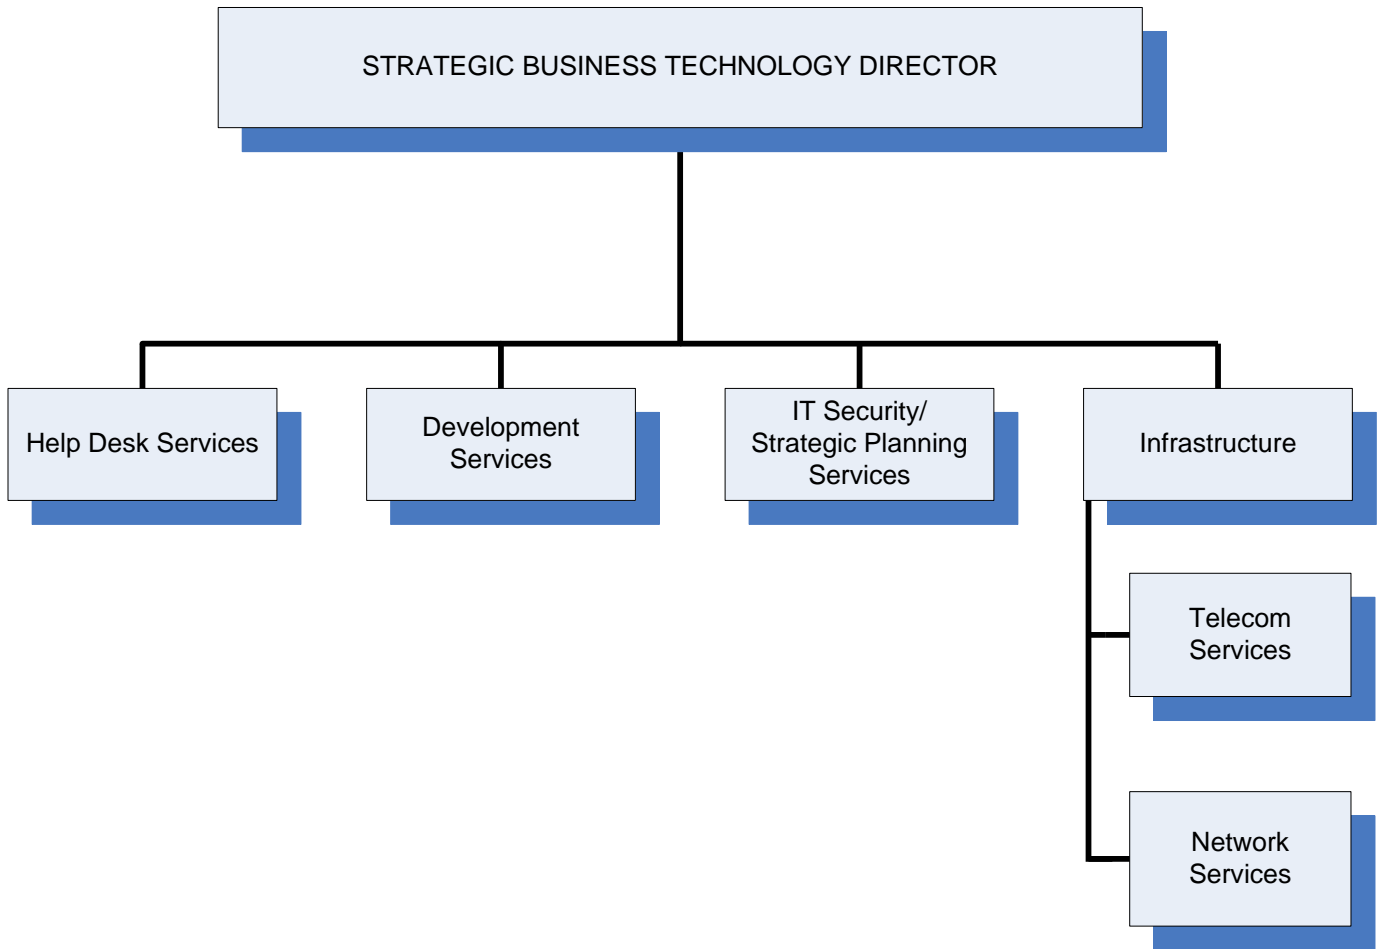 STRATEGIC BUSINESS TECHNOLOGY DIRECTOR
Help Desk Services
Development
Services
IT Security/
Strategic Planning
Services
Infrastructure
Telecom
Services
Network
Services